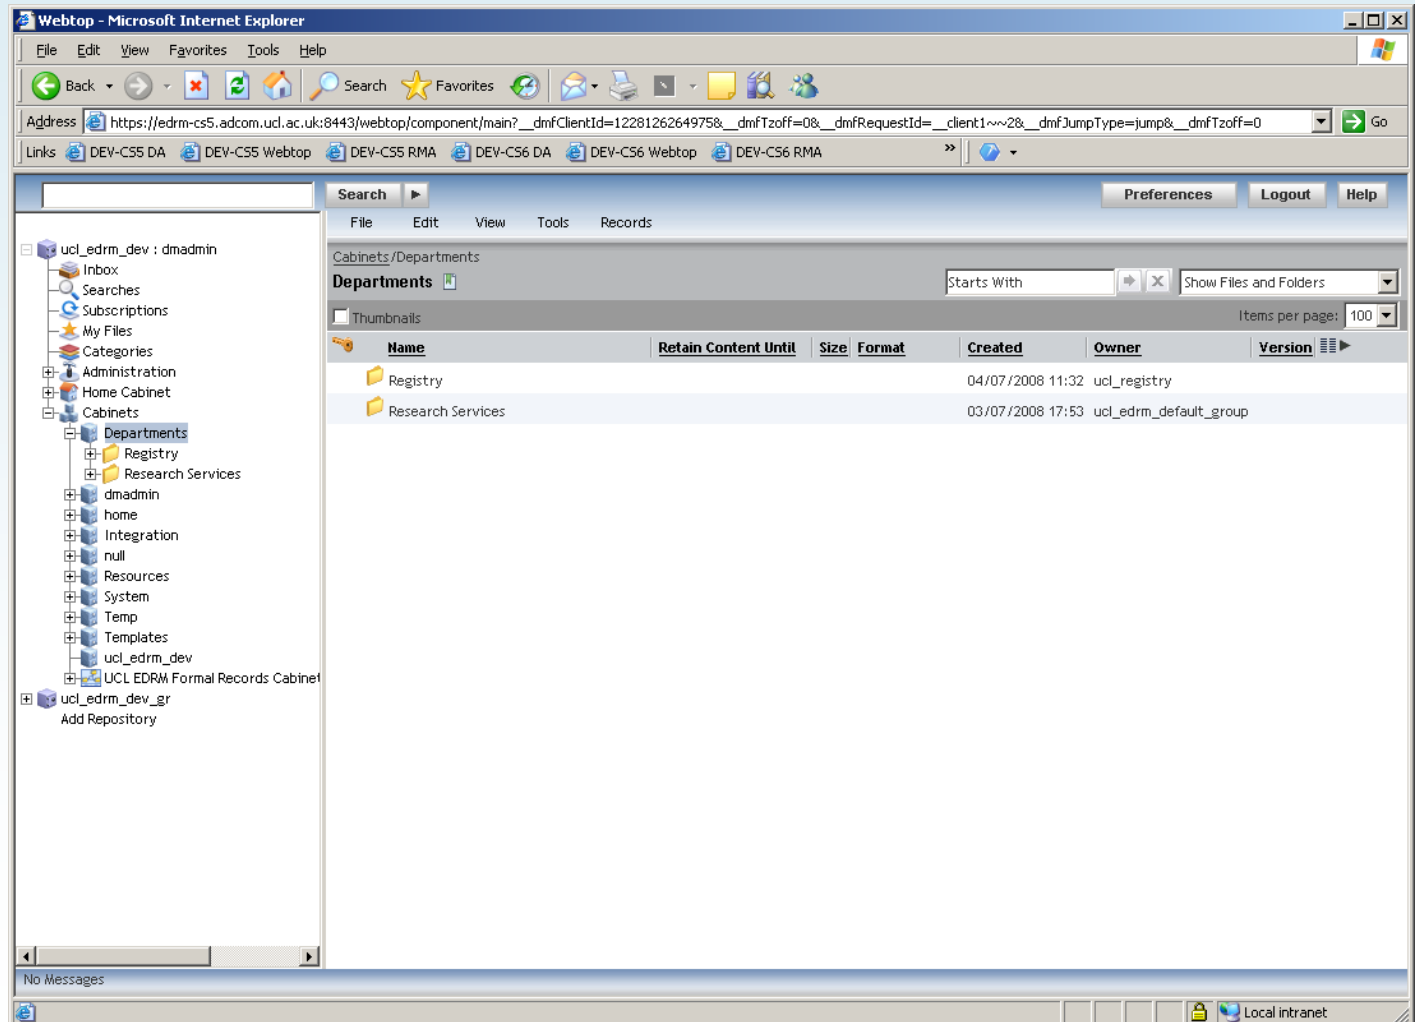 Webtop - Microsoft Internet Explorer
File Edit View Favorites Tools Help
Back Search Favorites
Address https://edrm-cs5.adcom.ucl.ac.uk:8443/webtop/component/main?__dmfClientId=1228126264975&__dmfTzoff=0&__dmfRequestId=__client1~~2&__dmfJumpType=jump&__dmfTzoff=0 Go
Links DEV-CS5 DA DEV-CS5 Webtop DEV-CS5 RMA DEV-CS6 DA DEV-CS6 Webtop DEV-CS6 RMA »
Search Preferences Logout Help
File Edit View Tools Records
ucl_edrm_dev : dmadmin
Inbox
Searches
Subscriptions
My Files
Categories
Administration
Home Cabinet
Cabinets
Departments
Registry
Research Services
dmadmin
home
Integration
null
Resources
System
Temp
Templates
ucl_edrm_dev
UCL EDRM Formal Records Cabinet
ucl_edrm_dev_gr
Add Repository
Cabinets/Departments
Departments Starts With Show Files and Folders
Thumbnails Items per page: 100
Name Retain Content Until Size Format Created Owner Version
Registry 04/07/2008 11:32 ucl_registry
Research Services 03/07/2008 17:53 ucl_edrm_default_group
No Messages
Local intranet